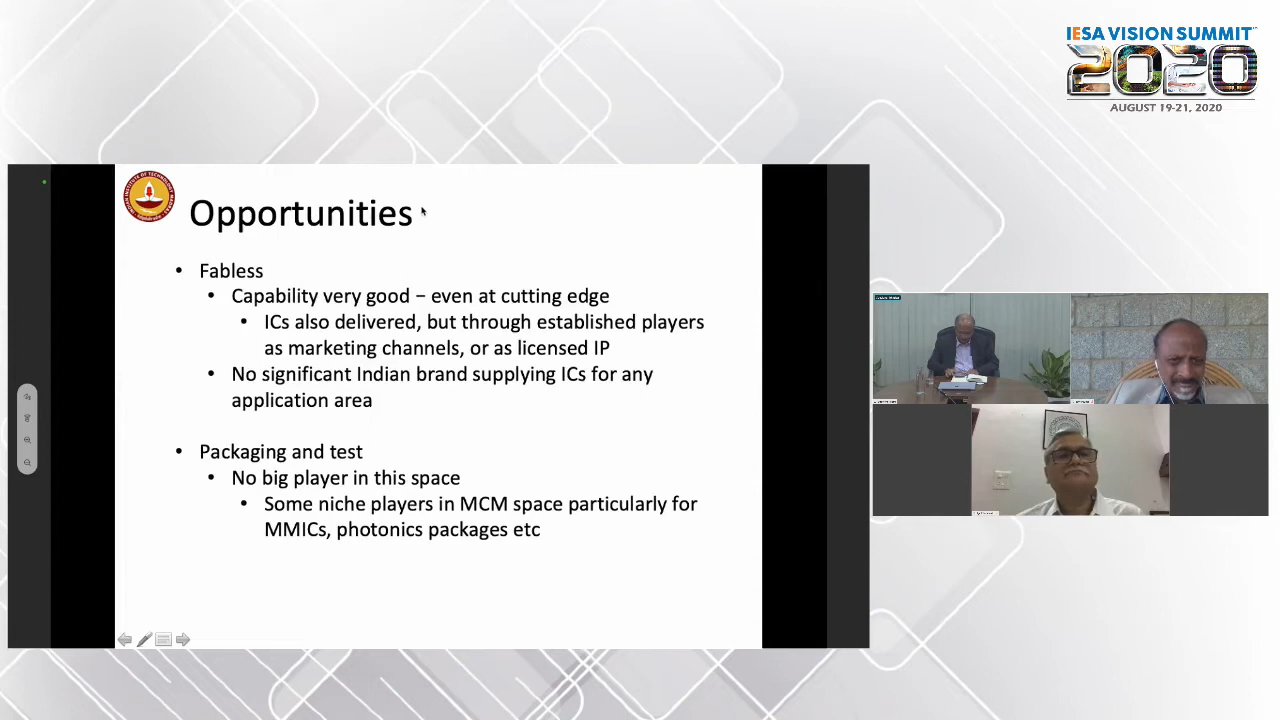 IESA VISION SUMMIT
2020
AUGUST 19-21, 2020
Opportunities
• Fabless
• Capability very good – even at cutting edge
• ICs also delivered, but through established players
as marketing channels, or as licensed IP
• No significant Indian brand supplying ICs for any
application area
• Packaging and test
• No big player in this space
• Some niche players in MCM space particularly for
MMICs, photonics packages etc